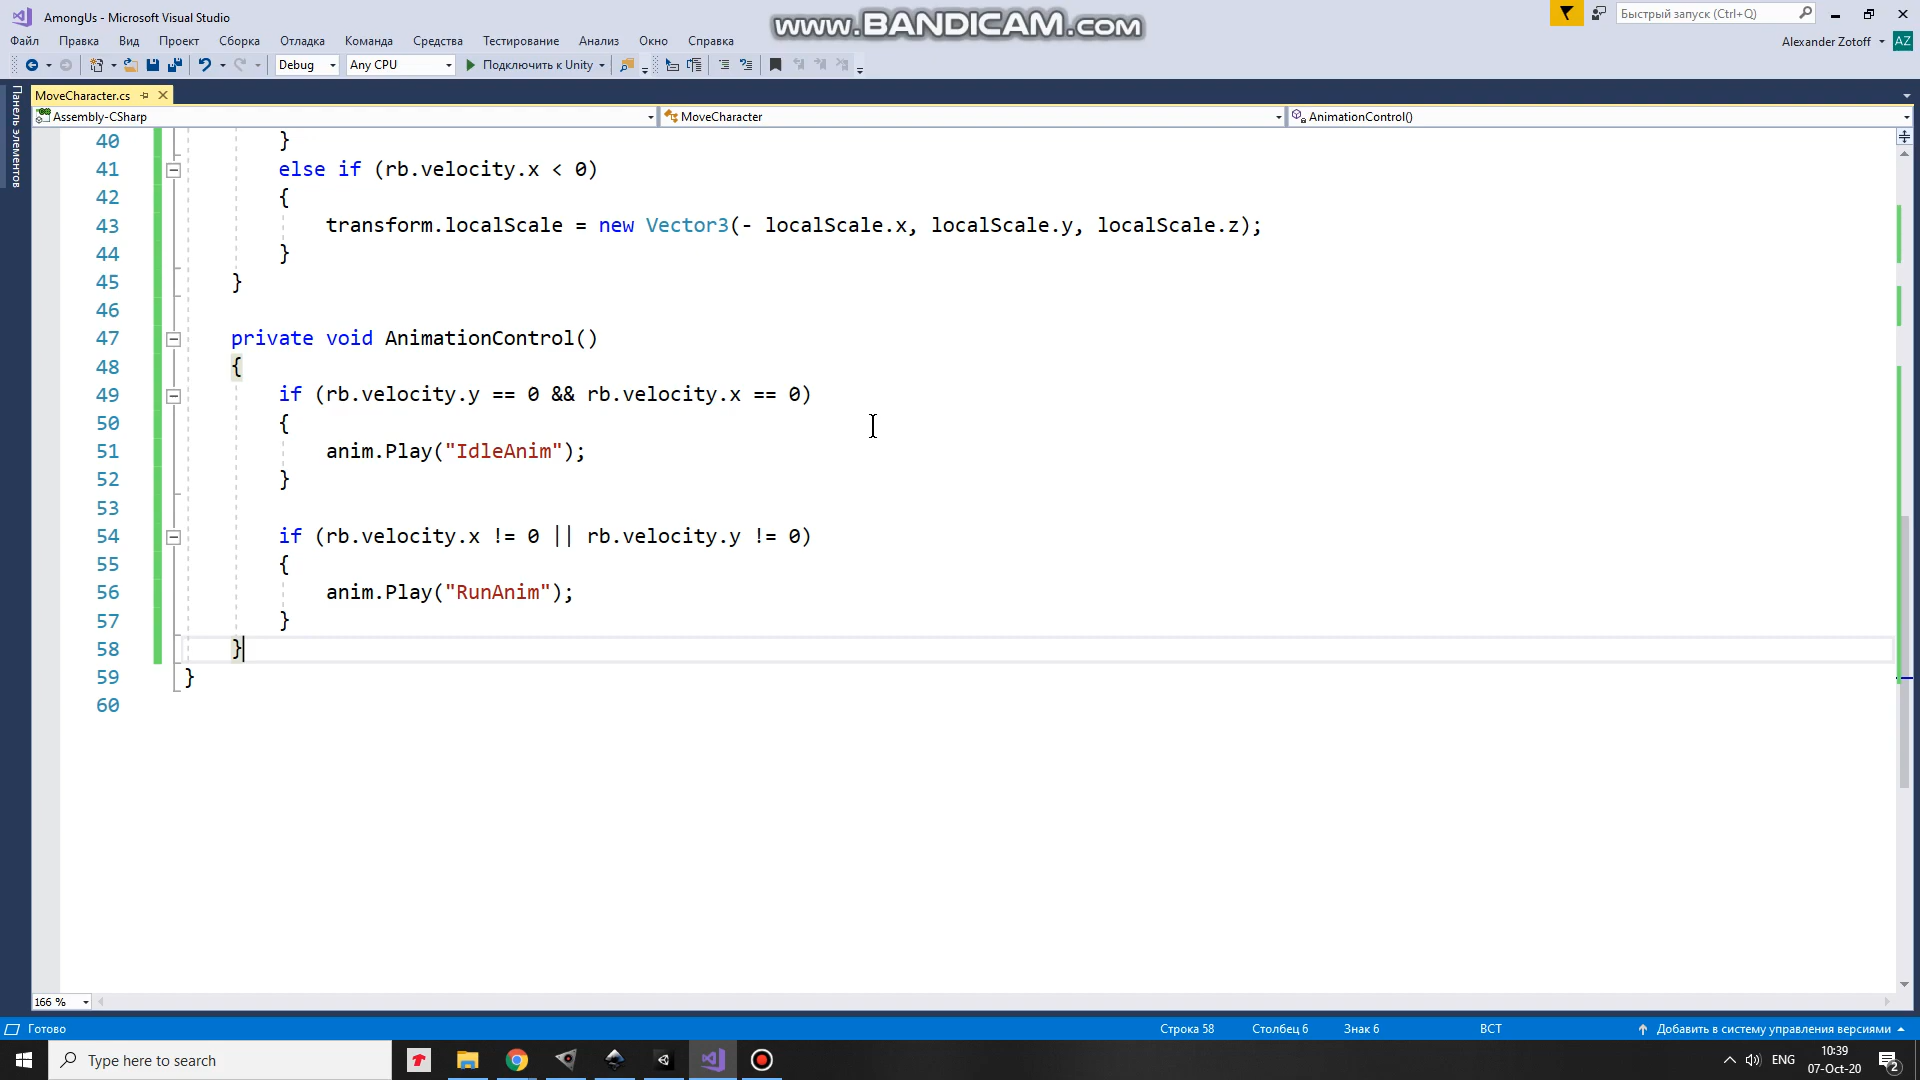 AmongUs - Microsoft Visual Studio
www.BANDICAM.com
Быстрый запуск (Ctrl+Q)
Файл Правка Вид Проект Сборка Отладка Команда Средства Тестирование Анализ Окно Справка
Alexander Zotoff AZ
Debug Any CPU Подключить к Unity
Панель элементов
MoveCharacter.cs
Assembly-CSharp MoveCharacter AnimationControl()
40 }
41 else if (rb.velocity.x < 0)
42 {
43 transform.localScale = new Vector3(- localScale.x, localScale.y, localScale.z);
44 }
45 }
46
47 private void AnimationControl()
48 {
49 if (rb.velocity.y == 0 && rb.velocity.x == 0)
50 {
51 anim.Play("IdleAnim");
52 }
53
54 if (rb.velocity.x != 0 || rb.velocity.y != 0)
55 {
56 anim.Play("RunAnim");
57 }
58 }
59 }
60
166 %
Готово Строка 58 Столбец 6 Знак 6 ВСТ Добавить в систему управления версиями
Type here to search
ENG
10:39
07-Oct-20
2